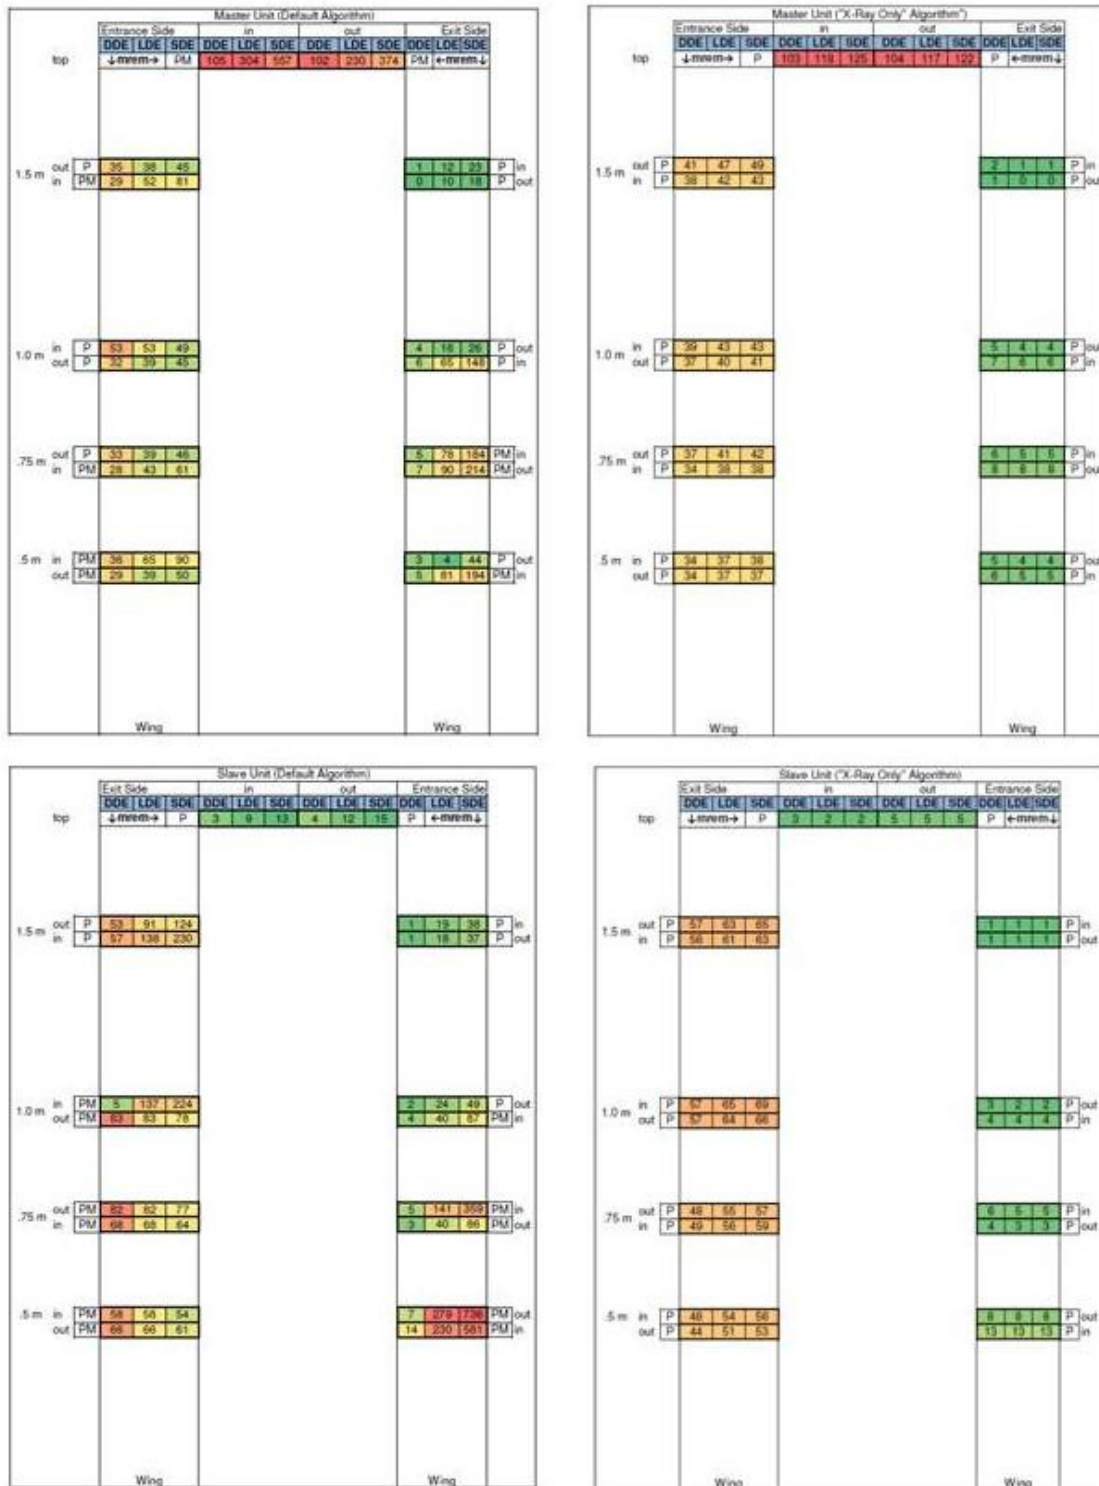 Master Unit (Default Algorithm)
Entrance Side in out Exit Side
DDE LDE SDE DDE LDE SDE DDE LDE SDE DDE LDE SDE
top ↓mrem→ PM 105 304 557 102 230 374 PM ←mrem↓
1.5 m out P 35 38 45 1 12 23 P in
in PM 29 52 81 0 10 18 P out
1.0 m in P 53 53 49 4 16 26 P out
out P 32 39 45 6 65 148 P in
.75 m out P 33 39 46 5 78 184 PM in
in PM 28 43 61 7 90 214 PM out
.5 m in PM 36 65 90 3 4 44 P out
out PM 29 39 50 5 81 194 PM in
Wing Wing
Master Unit ("X-Ray Only" Algorithm")
Entrance Side in out Exit Side
DDE LDE SDE DDE LDE SDE DDE LDE SDE DDE LDE SDE
top ↓mrem→ P 103 118 125 104 117 122 P ←mrem↓
1.5 m out P 41 47 49 2 1 1 P in
in P 38 42 43 1 0 0 P out
1.0 m in P 39 43 43 5 4 4 P out
out P 37 40 41 7 6 6 P in
.75 m out P 37 41 42 6 5 5 P in
in P 34 38 38 8 8 8 P out
.5 m in P 34 37 38 5 4 4 P out
out P 34 37 37 6 5 5 P in
Wing Wing
Slave Unit (Default Algorithm)
Exit Side in out Entrance Side
DDE LDE SDE DDE LDE SDE DDE LDE SDE DDE LDE SDE
top ↓mrem→ P 3 9 13 4 12 15 P ←mrem↓
1.5 m out P 53 91 124 1 19 38 P in
in P 57 138 230 1 18 37 P out
1.0 m in PM 5 137 224 2 24 49 P out
out PM 83 83 78 4 40 87 PM in
.75 m out PM 82 82 77 5 141 359 PM in
in PM 68 68 64 3 40 86 PM out
.5 m in PM 58 58 54 7 279 736 PM out
out PM 66 66 61 14 230 581 PM in
Wing Wing
Slave Unit ("X-Ray Only" Algorithm)
Exit Side in out Entrance Side
DDE LDE SDE DDE LDE SDE DDE LDE SDE DDE LDE SDE
top ↓mrem→ P 3 2 2 5 5 5 P ←mrem↓
1.5 m out P 57 63 65 1 1 1 P in
in P 56 61 63 1 1 1 P out
1.0 m in P 57 65 69 3 2 2 P out
out P 57 64 66 4 4 4 P in
.75 m out P 48 55 57 6 5 5 P in
in P 49 56 59 4 3 3 P out
.5 m in P 48 54 56 8 8 8 P out
out P 44 51 53 13 13 13 P in
Wing Wing